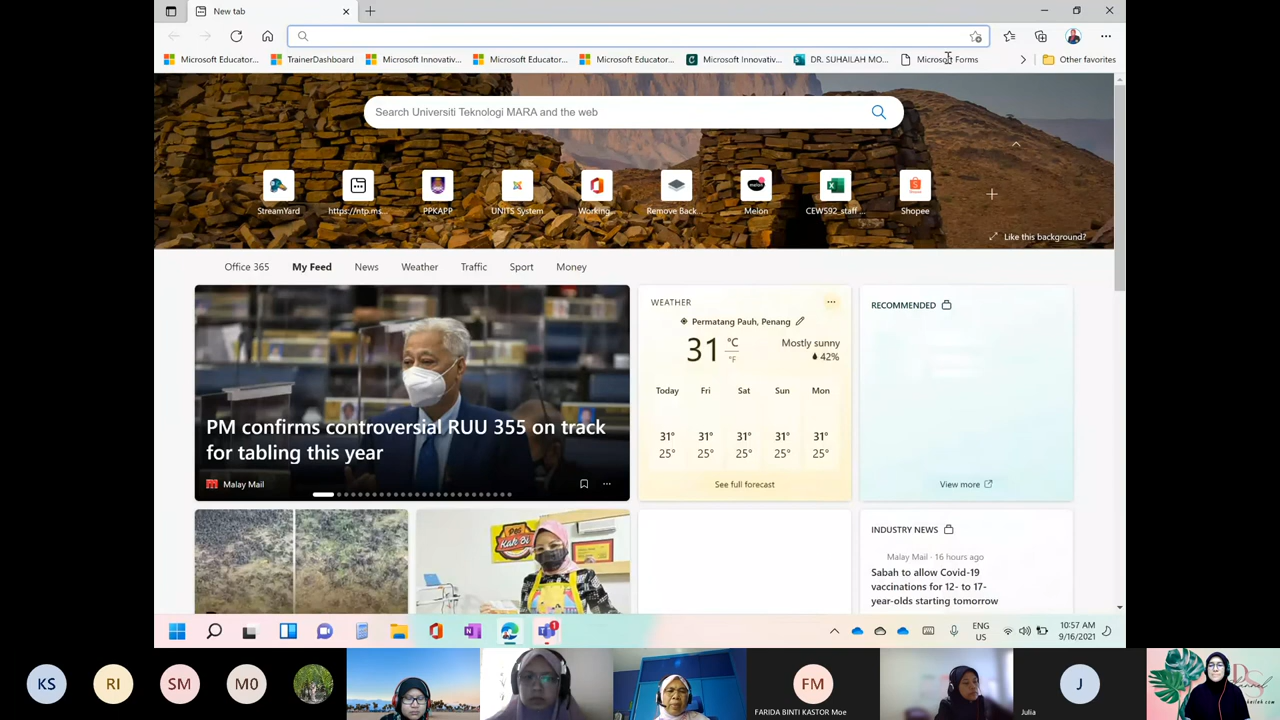 New tab
Microsoft Educator...
TrainerDashboard
Microsoft Innovativ...
Microsoft Educator...
Microsoft Educator...
Microsoft Innovativ...
DR. SUHAILAH MO...
Microsoft Forms
Other favorites
Search Universiti Teknologi MARA and the web
StreamYard
https://ntp.ms...
PPKAPP
UNITS System
Working...
Remove Back...
melon
Melon
CEW592_staff ...
Shopee
Like this background?
Office 365
My Feed
News
Weather
Traffic
Sport
Money
PM confirms controversial RUU 355 on track
for tabling this year
Malay Mail
WEATHER
Permatang Pauh, Penang
31 °C
°F
Mostly sunny
42%
Today Fri Sat Sun Mon
31° 31° 31° 31° 31°
25° 25° 25° 25° 25°
See full forecast
RECOMMENDED
View more
Kak Bi
INDUSTRY NEWS
Malay Mail · 16 hours ago
Sabah to allow Covid-19
vaccinations for 12- to 17-
year-olds starting tomorrow
ENG
US
10:57 AM
9/16/2021
KS
RI
SM
M0
FM
FARIDA BINTI KASTOR Moe
J
Julia